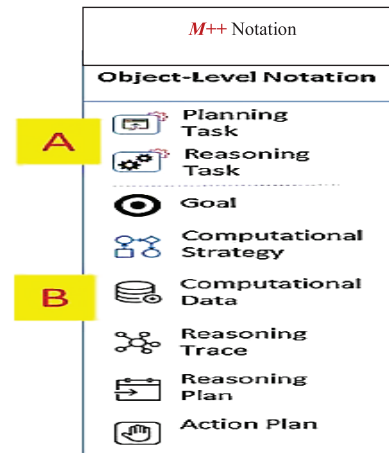 M++ Notation
Object-Level Notation
A
Planning
Task
Reasoning
Task
Goal
Computational
Strategy
B
Computational
Data
Reasoning
Trace
Reasoning
Plan
Action Plan